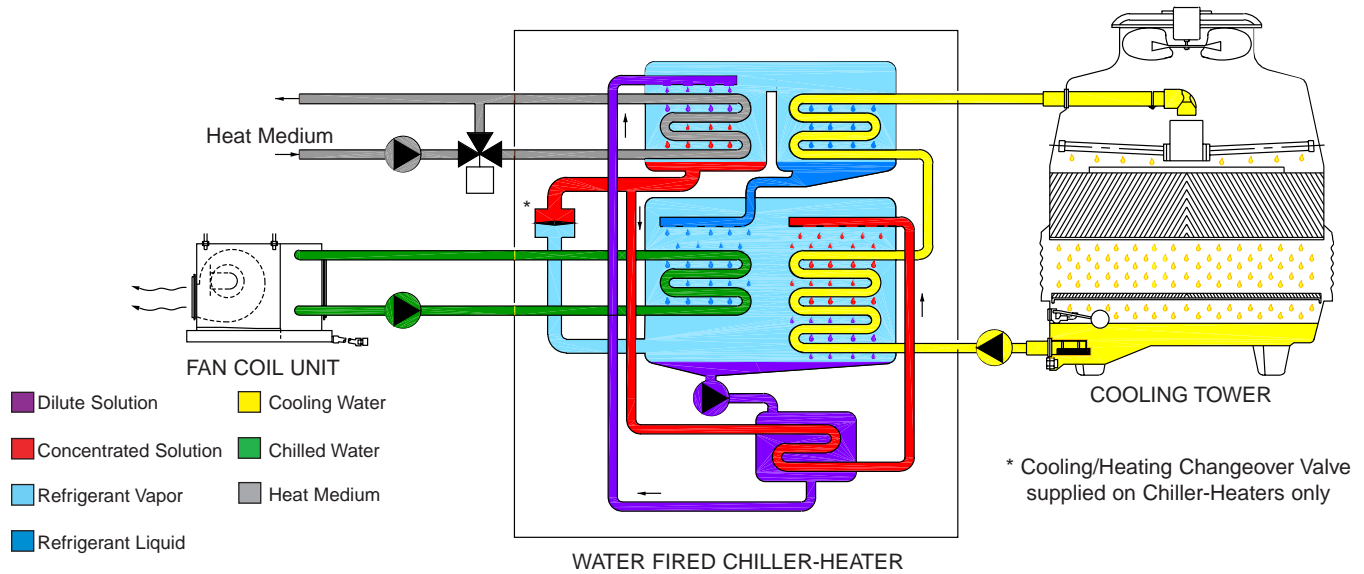 Heat Medium
*
FAN COIL UNIT
COOLING TOWER
Dilute Solution
Cooling Water
Concentrated Solution
Chilled Water
Refrigerant Vapor
Heat Medium
Refrigerant Liquid
* Cooling/Heating Changeover Valve
supplied on Chiller-Heaters only
WATER FIRED CHILLER-HEATER